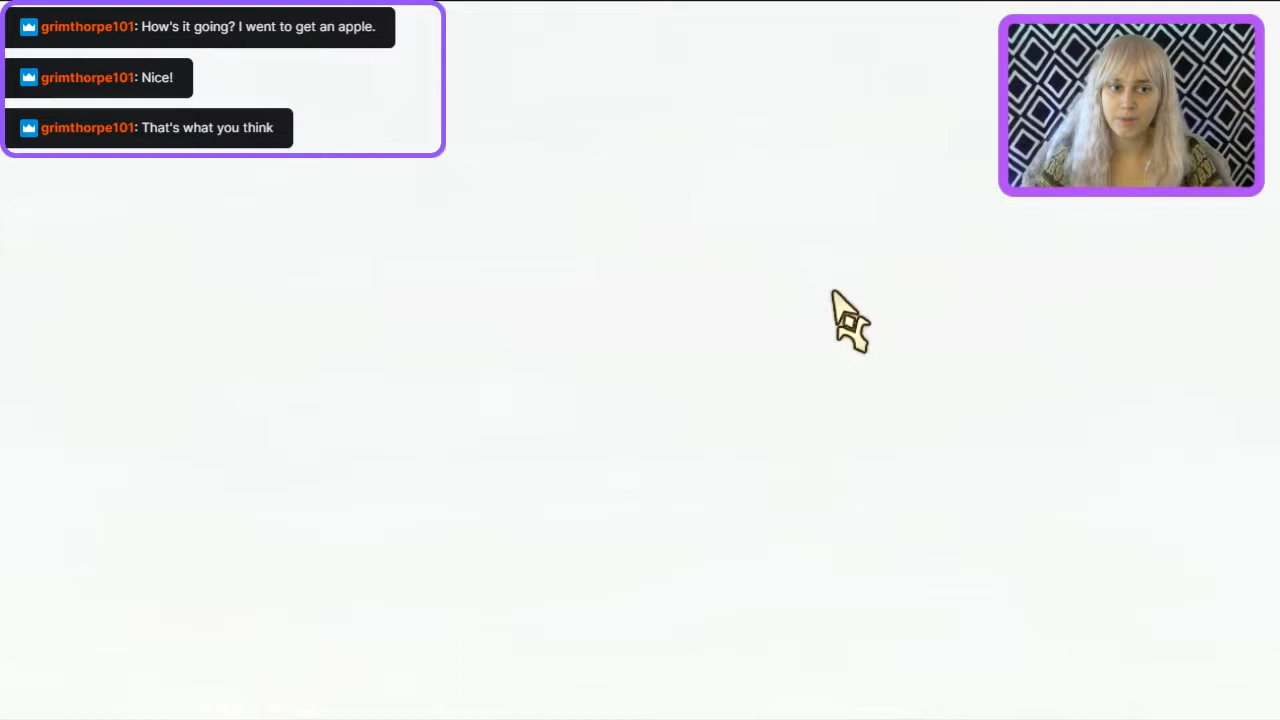 grimthorpe101: How's it going? I went to get an apple.
grimthorpe101: Nice!
grimthorpe101: That's what you think